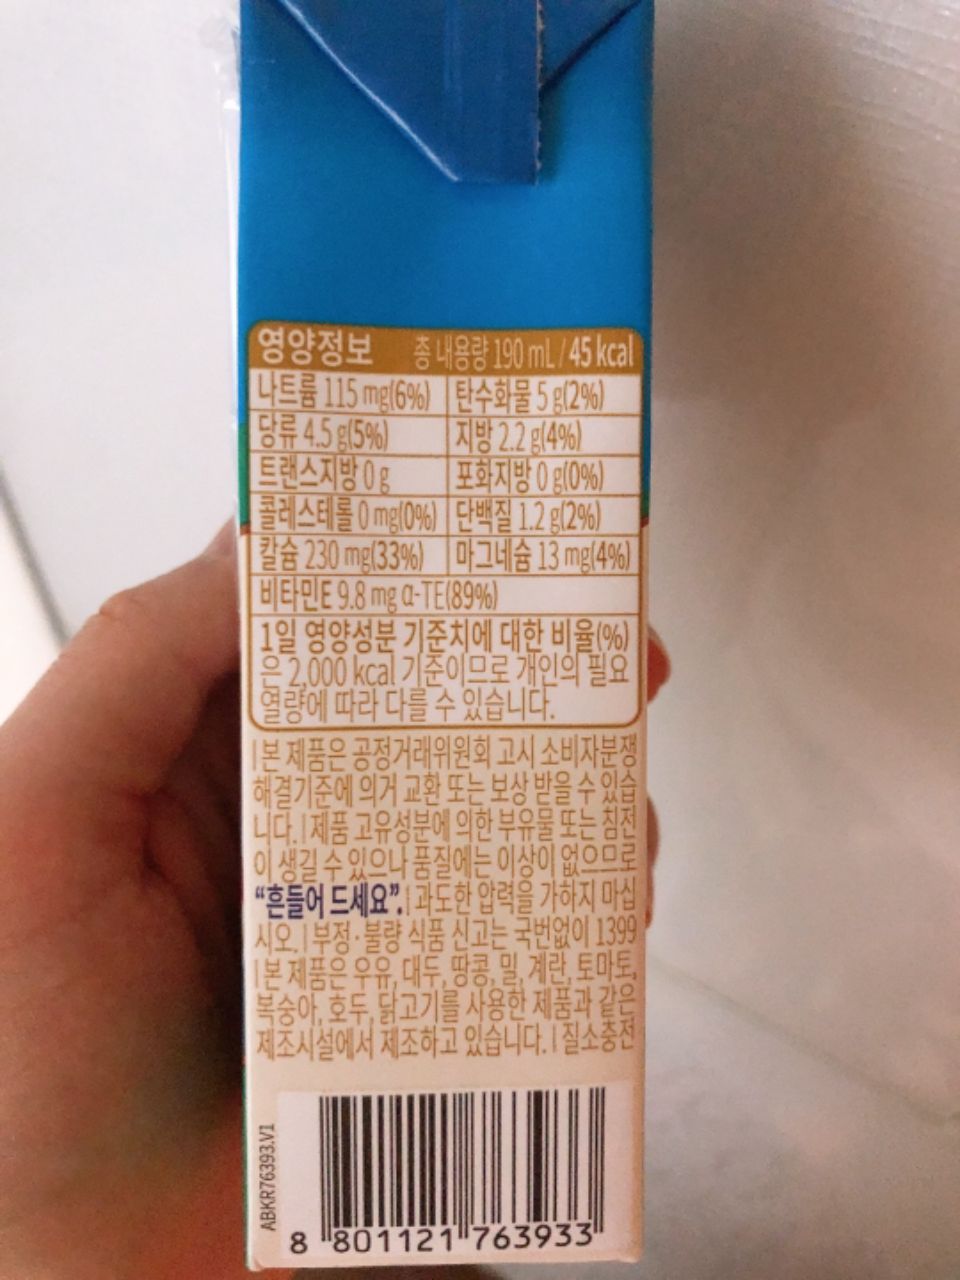 영양정보 총 내용량 190 mL / 45 kcal
나트륨 115 mg(6%) 탄수화물 5 g(2%)
당류 4.5 g(5%) 지방 2.2 g(4%)
트랜스지방 0 g 포화지방 0 g(0%)
콜레스테롤 0 mg(0%) 단백질 1.2 g(2%)
칼슘 230 mg(33%) 마그네슘 13 mg(4%)
비타민E 9.8 mg α-TE(89%)
1일 영양성분 기준치에 대한 비율(%)
은 2,000 kcal 기준이므로 개인의 필요
열량에 따라 다를 수 있습니다.
| 본 제품은 공정거래위원회 고시 소비자분쟁
해결기준에 의거 교환 또는 보상 받을 수 있습
니다. | 제품 고유성분에 의한 부유물 또는 침전
이 생길 수 있으나 품질에는 이상이 없으므로
“흔들어 드세요”. | 과도한 압력을 가하지 마십
시오. | 부정·불량 식품 신고는 국번없이 1399
| 본 제품은 우유, 대두, 땅콩, 밀, 계란, 토마토,
복숭아, 호두, 닭고기를 사용한 제품과 같은
제조시설에서 제조하고 있습니다. | 질소충전
ABKR76393.V1
8 801121 763933